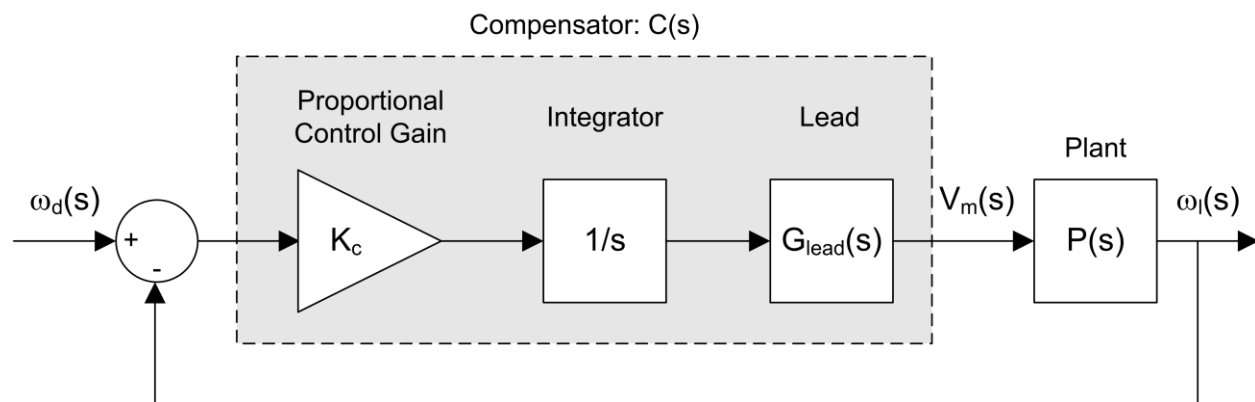 Compensator: C(s)
Proportional
Control Gain
Integrator
Lead
Plant
ω_d(s)
+
-
K_c
1/s
G_lead(s)
V_m(s)
P(s)
ω_l(s)